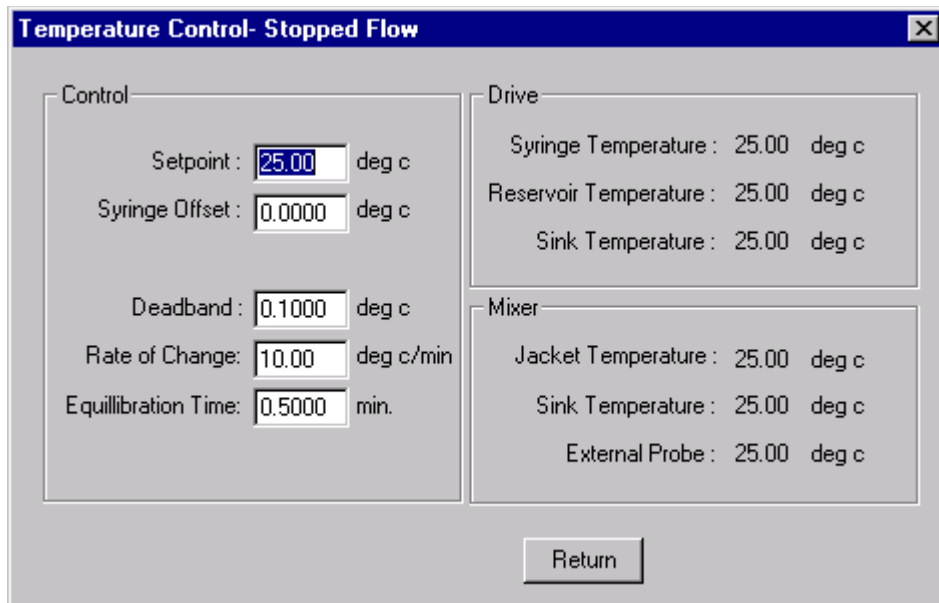 Temperature Control- Stopped Flow
Control
Setpoint : 25.00 deg c
Syringe Offset : 0.0000 deg c
Deadband : 0.1000 deg c
Rate of Change: 10.00 deg c/min
Equillibration Time: 0.5000 min.
Drive
Syringe Temperature : 25.00 deg c
Reservoir Temperature : 25.00 deg c
Sink Temperature : 25.00 deg c
Mixer
Jacket Temperature : 25.00 deg c
Sink Temperature : 25.00 deg c
External Probe : 25.00 deg c
Return